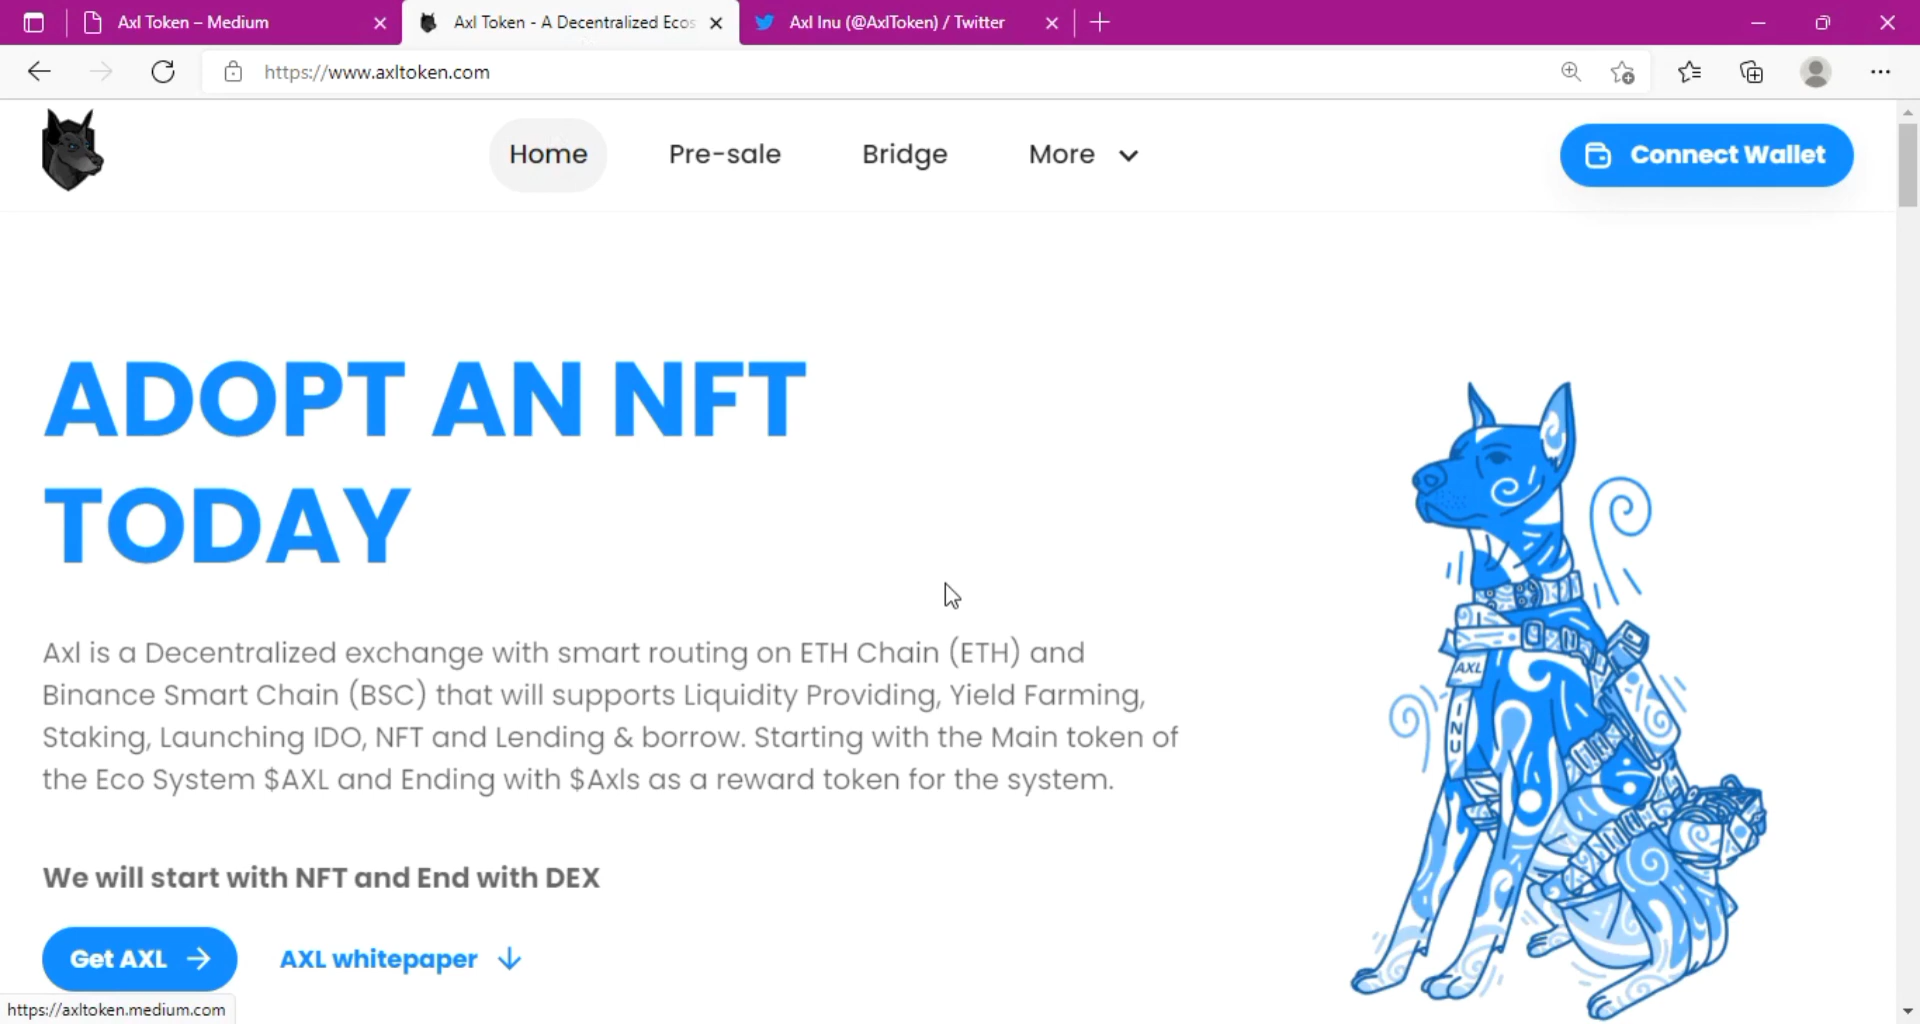 Axl Token – Medium
Axl Token - A Decentralized Ecos
Axl Inu (@AxlToken) / Twitter
https://www.axltoken.com
Home
Pre-sale
Bridge
More
Connect Wallet
ADOPT AN NFT
TODAY
Axl is a Decentralized exchange with smart routing on ETH Chain (ETH) and
Binance Smart Chain (BSC) that will supports Liquidity Providing, Yield Farming,
Staking, Launching IDO, NFT and Lending & borrow. Starting with the Main token of
the Eco System $AXL and Ending with $Axls as a reward token for the system.
We will start with NFT and End with DEX
Get AXL
AXL whitepaper
AXL
INU
https://axltoken.medium.com